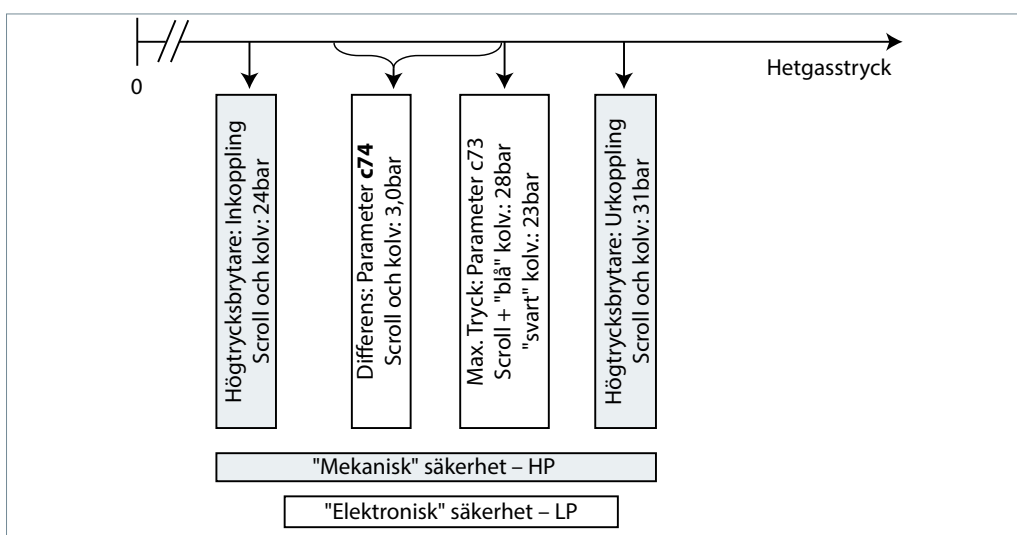 0
Hetgasstryck
Högtrycksbrytare: Inkoppling
Scroll och kolv: 24bar
Differens: Parameter c74
Scroll och kolv: 3,0bar
Max. Tryck: Parameter c73
Scroll + "blå" kolv.: 28bar
"svart" kolv.: 23bar
Högtrycksbrytare: Urkoppling
Scroll och kolv: 31bar
"Mekanisk" säkerhet – HP
"Elektronisk" säkerhet – LP